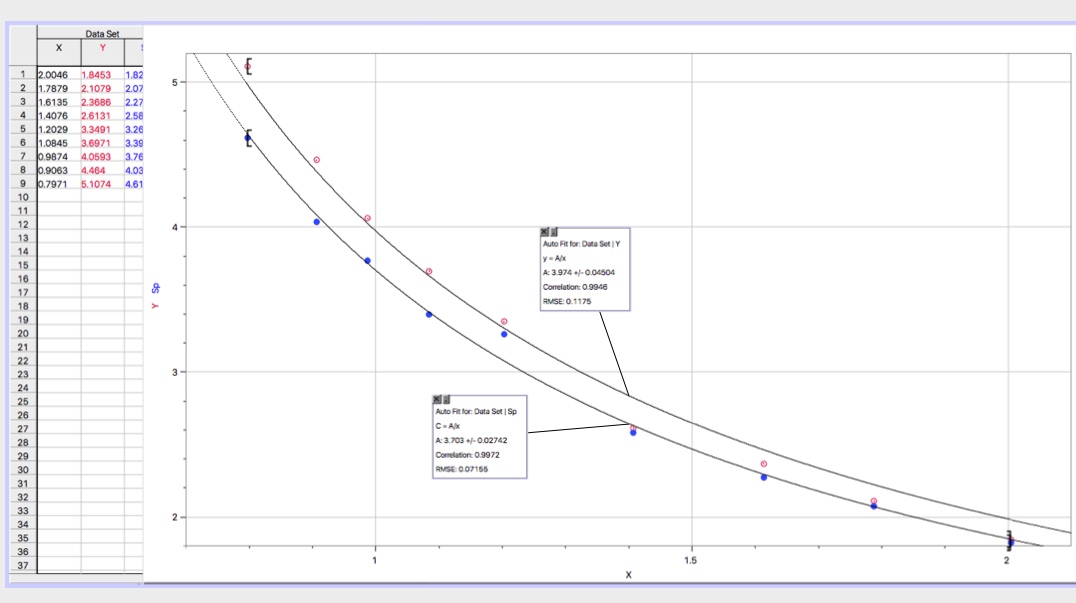 Data Set
X Y
1 2.0046 1.8453 1.82
2 1.7879 2.1079 2.07
3 1.6135 2.3686 2.27
4 1.4076 2.6131 2.58
5 1.2029 3.3491 3.26
6 1.0845 3.6971 3.39
7 0.9874 4.0593 3.76
8 0.9063 4.464 4.03
9 0.7971 5.1074 4.61
10
11
12
13
14
15
16
17
18
19
20
21
22
23
24
25
26
27
28
29
30
31
32
33
34
35
36
37
Y Sp
5
4
3
2
Auto Fit for: Data Set | Y
y = A/x
A: 3.974 +/- 0.04504
Correlation: 0.9946
RMSE: 0.1175
Auto Fit for: Data Set | Sp
C = A/x
A: 3.703 +/- 0.02742
Correlation: 0.9972
RMSE: 0.07155
1 1.5 2
X